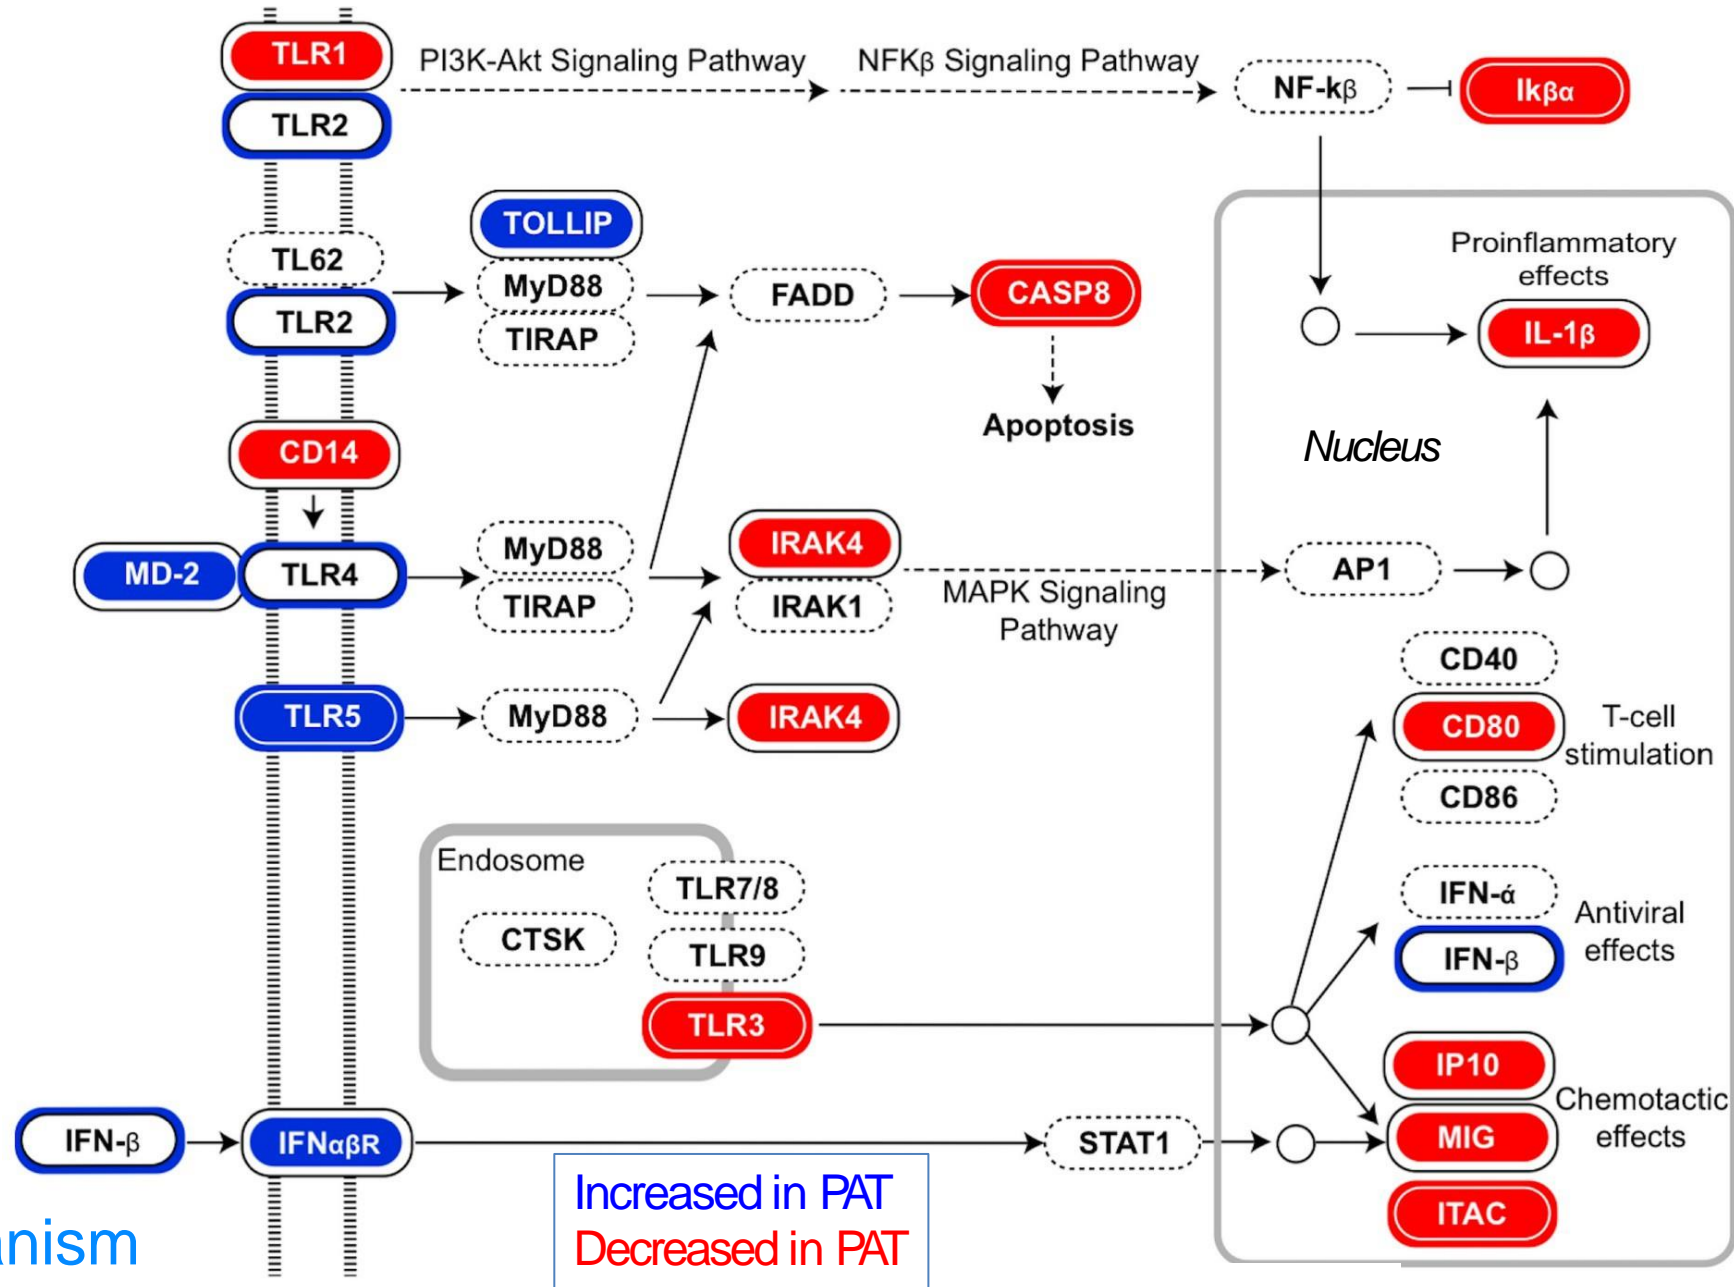 TLR1
PI3K-Akt Signaling Pathway
NFKβ Signaling Pathway
NF-kβ
Ikβα
TLR2
TOLLIP
TL62
MyD88
FADD
CASP8
TLR2
TIRAP
Proinflammatory
effects
IL-1β
Apoptosis
Nucleus
CD14
MD-2
TLR4
MyD88
TIRAP
IRAK4
IRAK1
MAPK Signaling
Pathway
AP1
TLR5
MyD88
IRAK4
CD40
CD80
CD86
T-cell
stimulation
Endosome
TLR7/8
CTSK
TLR9
TLR3
IFN-ά
IFN-β
Antiviral
effects
IP10
MIG
ITAC
Chemotactic
effects
IFN-β
IFNαβR
STAT1
Increased in PAT
Decreased in PAT
anism